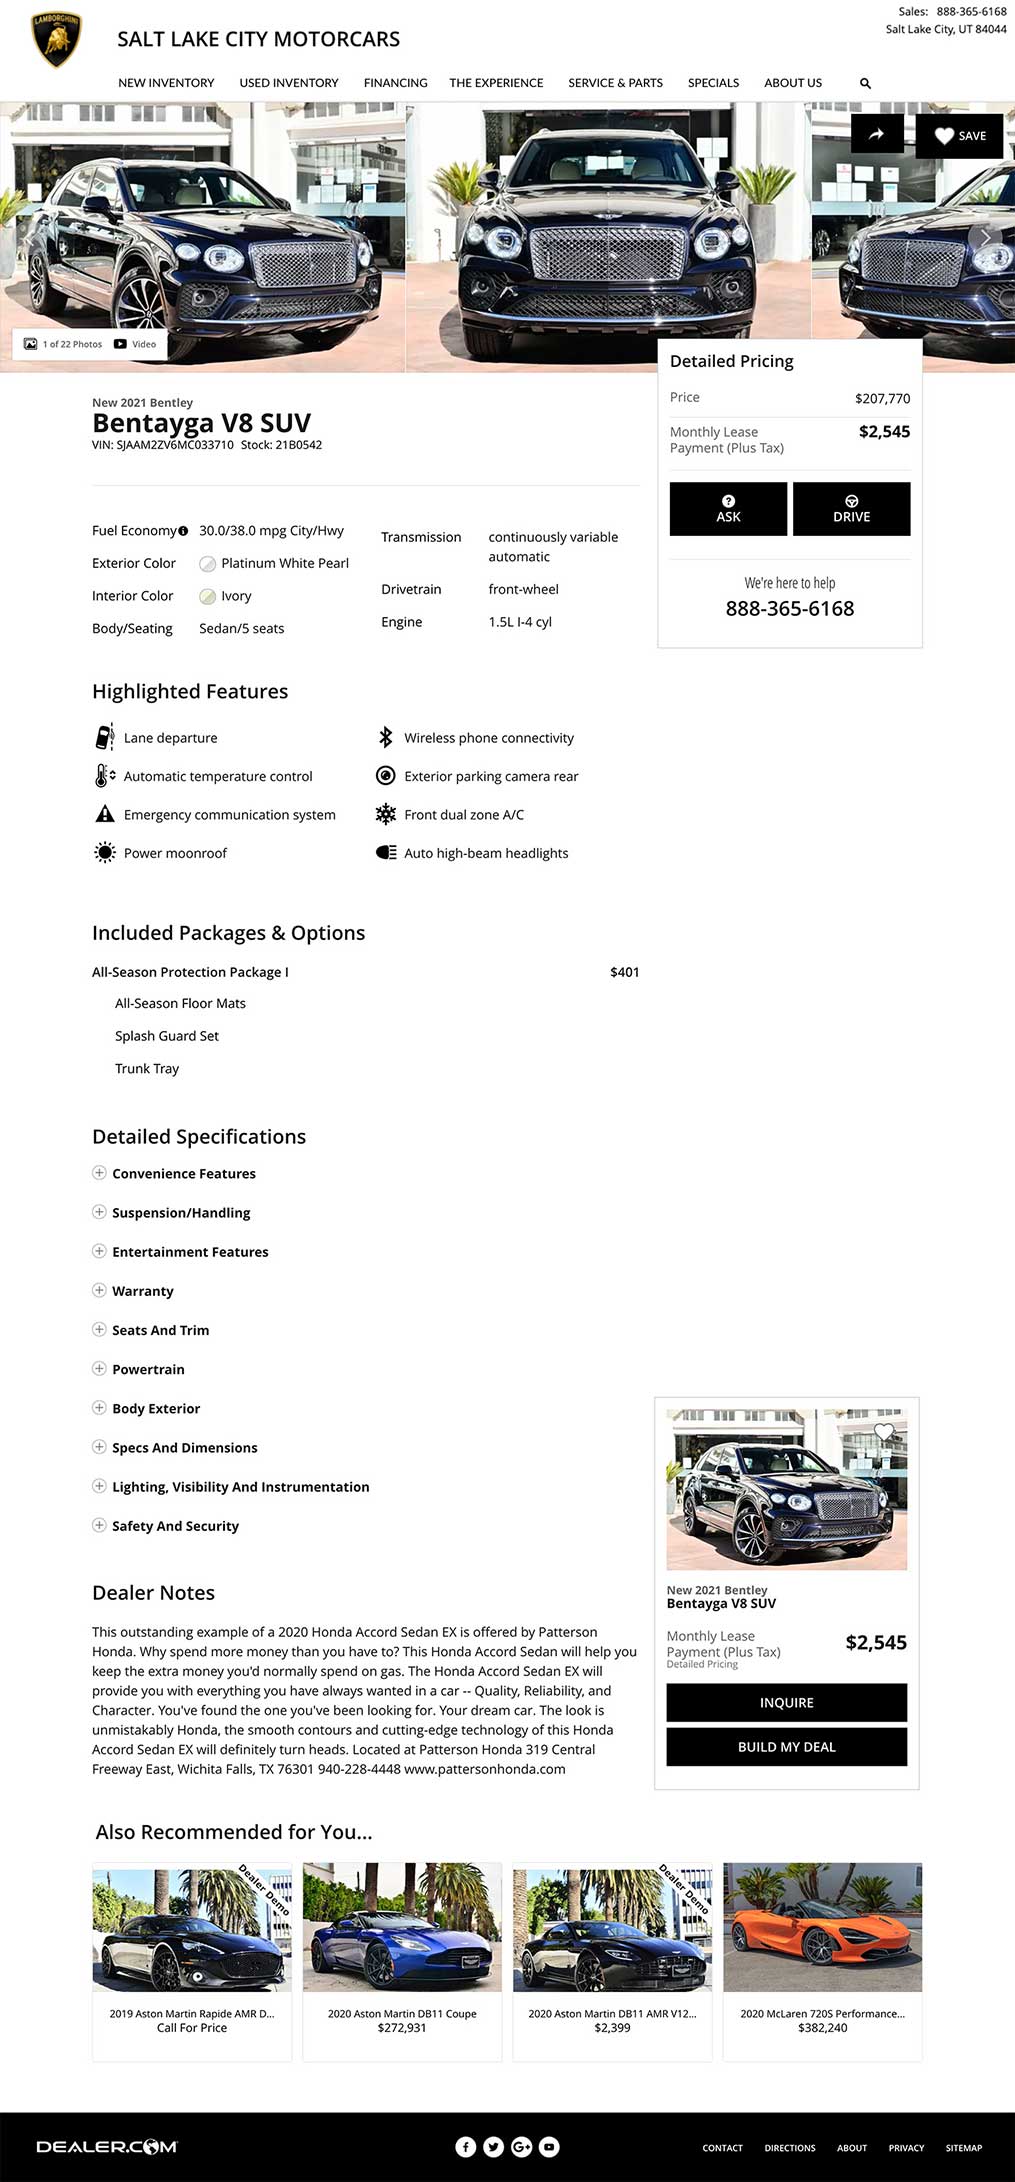 LAMBORGHINI
SALT LAKE CITY MOTORCARS
Sales: 888-365-6168
Salt Lake City, UT 84044
NEW INVENTORY USED INVENTORY FINANCING THE EXPERIENCE SERVICE & PARTS SPECIALS ABOUT US
SAVE
1 of 22 Photos Video
New 2021 Bentley
Bentayga V8 SUV
VIN: SJAAM2ZV6MC033710 Stock: 21B0542
Detailed Pricing
Price $207,770
Monthly Lease
Payment (Plus Tax) $2,545
ASK DRIVE
We're here to help
888-365-6168
Fuel Economy 30.0/38.0 mpg City/Hwy
Exterior Color Platinum White Pearl
Interior Color Ivory
Body/Seating Sedan/5 seats
Transmission continuously variable
automatic
Drivetrain front-wheel
Engine 1.5L I-4 cyl
Highlighted Features
Lane departure Wireless phone connectivity
Automatic temperature control Exterior parking camera rear
Emergency communication system Front dual zone A/C
Power moonroof Auto high-beam headlights
Included Packages & Options
All-Season Protection Package I $401
All-Season Floor Mats
Splash Guard Set
Trunk Tray
Detailed Specifications
Convenience Features
Suspension/Handling
Entertainment Features
Warranty
Seats And Trim
Powertrain
Body Exterior
Specs And Dimensions
Lighting, Visibility And Instrumentation
Safety And Security
New 2021 Bentley
Bentayga V8 SUV
Monthly Lease
Payment (Plus Tax) $2,545
Detailed Pricing
INQUIRE
BUILD MY DEAL
Dealer Notes
This outstanding example of a 2020 Honda Accord Sedan EX is offered by Patterson
Honda. Why spend more money than you have to? This Honda Accord Sedan will help you
keep the extra money you'd normally spend on gas. The Honda Accord Sedan EX will
provide you with everything you have always wanted in a car -- Quality, Reliability, and
Character. You've found the one you've been looking for. Your dream car. The look is
unmistakably Honda, the smooth contours and cutting-edge technology of this Honda
Accord Sedan EX will definitely turn heads. Located at Patterson Honda 319 Central
Freeway East, Wichita Falls, TX 76301 940-228-4448 www.pattersonhonda.com
Also Recommended for You...
Dealer Demo
Dealer Demo
2019 Aston Martin Rapide AMR D...
Call For Price
2020 Aston Martin DB11 Coupe
$272,931
2020 Aston Martin DB11 AMR V12...
$2,399
2020 McLaren 720S Performance...
$382,240
DEALER.COM
CONTACT DIRECTIONS ABOUT PRIVACY SITEMAP